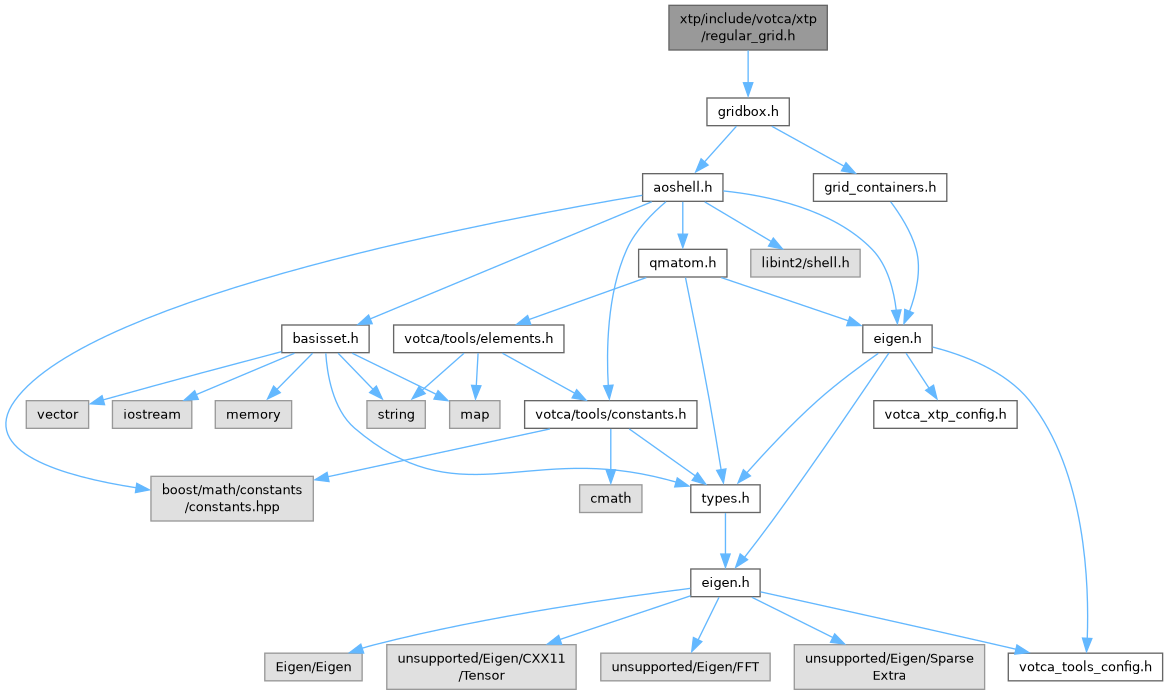 xtp/include/votca/xtp
/regular_grid.h
gridbox.h
aoshell.h
grid_containers.h
qmatom.h
libint2/shell.h
basisset.h
votca/tools/elements.h
eigen.h
vector
iostream
memory
string
map
votca/tools/constants.h
votca_xtp_config.h
boost/math/constants
/constants.hpp
cmath
types.h
eigen.h
Eigen/Eigen
unsupported/Eigen/CXX11
/Tensor
unsupported/Eigen/FFT
unsupported/Eigen/Sparse
Extra
votca_tools_config.h